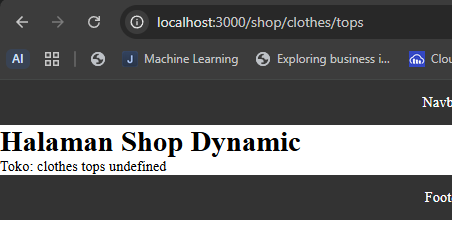 localhost:3000/shop/clothes/tops
AI
J Machine Learning
Exploring business i...
Clou
Navb
Halaman Shop Dynamic
Toko: clothes tops undefined
Foot